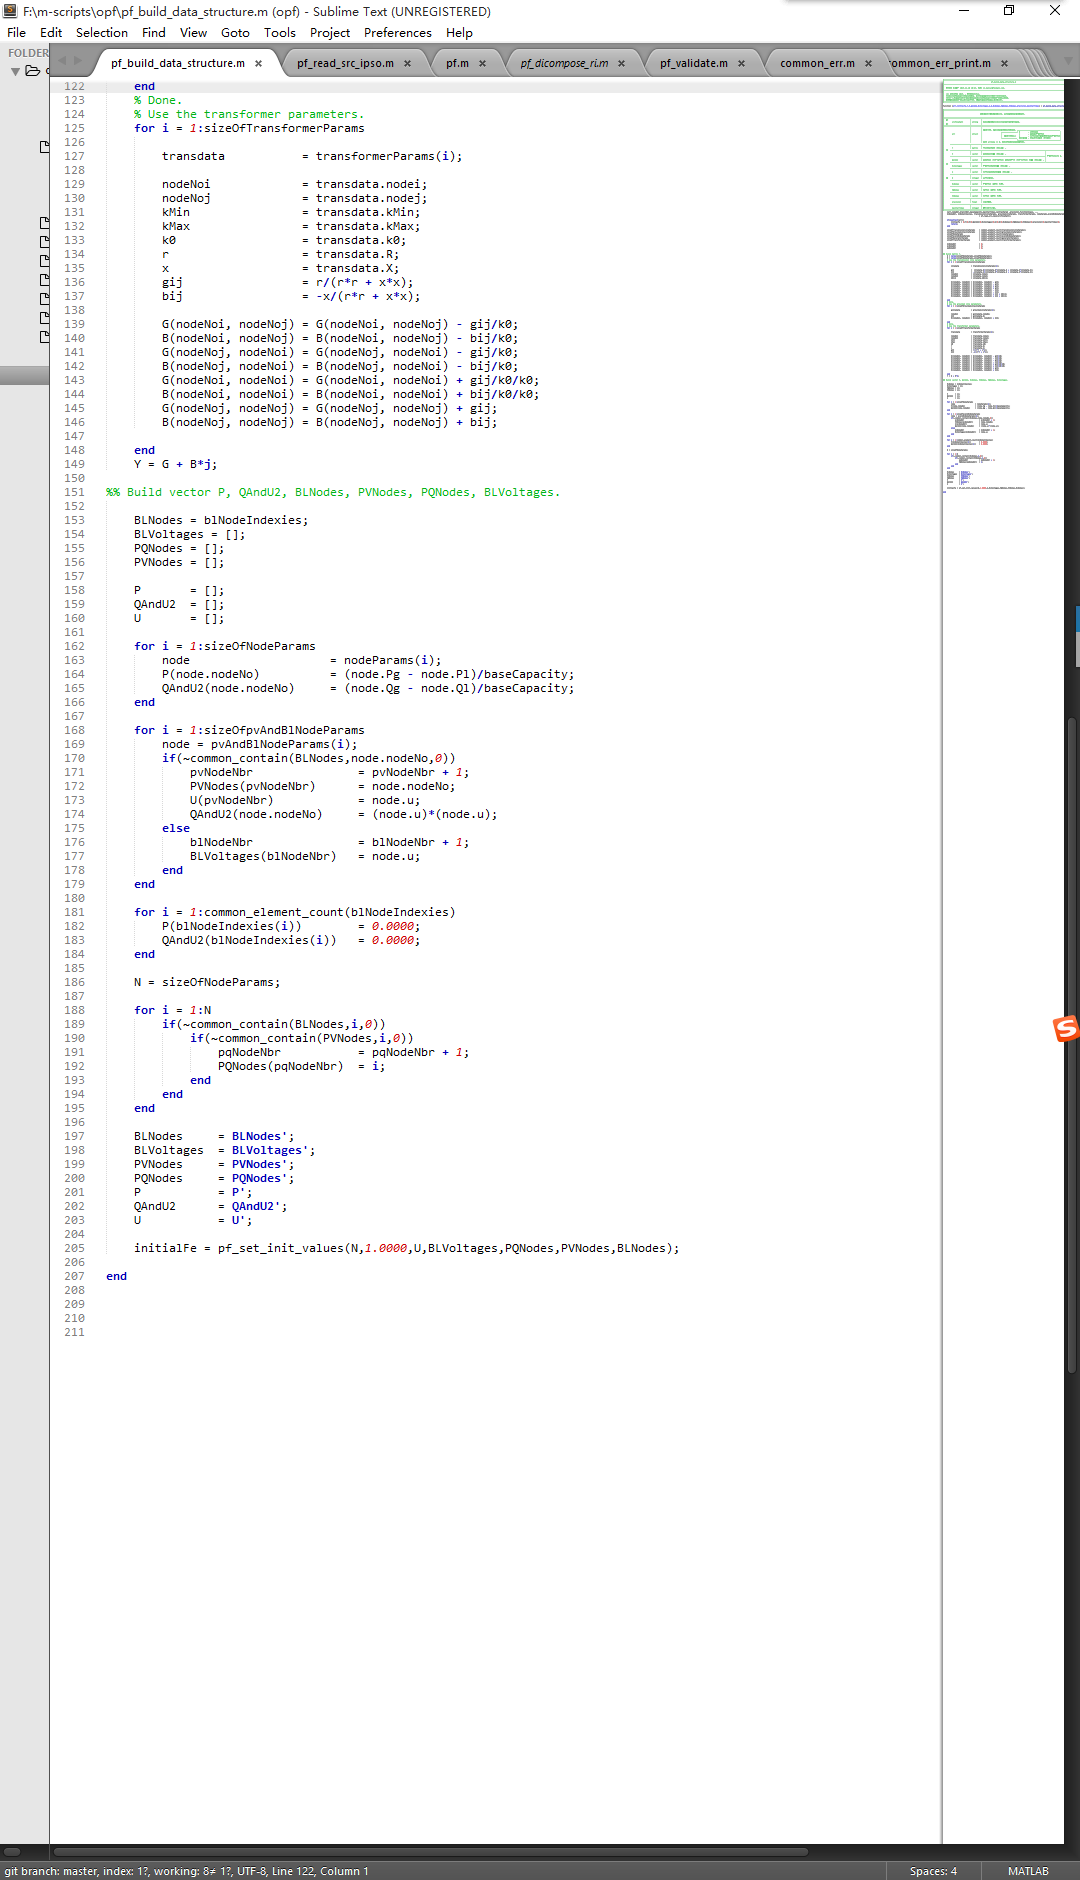 F:\m-scripts\opf\pf_build_data_structure.m (opf) - Sublime Text (UNREGISTERED)
File Edit Selection Find View Goto Tools Project Preferences Help
FOLDER
pf_build_data_structure.m × pf_read_src_ipso.m × pf.m × pf_dicompose_ri.m × pf_validate.m × common_err.m × ommon_err_print.m ×
122 end
123 % Done.
124 % Use the transformer parameters.
125 for i = 1:sizeOfTransformerParams
126
127 transdata = transformerParams(i);
128
129 nodeNoi = transdata.nodei;
130 nodeNoj = transdata.nodej;
131 kMin = transdata.kMin;
132 kMax = transdata.kMax;
133 k0 = transdata.k0;
134 r = transdata.R;
135 x = transdata.X;
136 gij = r/(r*r + x*x);
137 bij = -x/(r*r + x*x);
138
139 G(nodeNoi, nodeNoj) = G(nodeNoi, nodeNoj) - gij/k0;
140 B(nodeNoi, nodeNoj) = B(nodeNoi, nodeNoj) - bij/k0;
141 G(nodeNoj, nodeNoi) = G(nodeNoj, nodeNoi) - gij/k0;
142 B(nodeNoj, nodeNoi) = B(nodeNoj, nodeNoi) - bij/k0;
143 G(nodeNoi, nodeNoi) = G(nodeNoi, nodeNoi) + gij/k0/k0;
144 B(nodeNoi, nodeNoi) = B(nodeNoi, nodeNoi) + bij/k0/k0;
145 G(nodeNoj, nodeNoj) = G(nodeNoj, nodeNoj) + gij;
146 B(nodeNoj, nodeNoj) = B(nodeNoj, nodeNoj) + bij;
147
148 end
149 Y = G + B*j;
150
151 %% Build vector P, QAndU2, BLNodes, PVNodes, PQNodes, BLVoltages.
152
153 BLNodes = blNodeIndexies;
154 BLVoltages = [];
155 PQNodes = [];
156 PVNodes = [];
157
158 P = [];
159 QAndU2 = [];
160 U = [];
161
162 for i = 1:sizeOfNodeParams
163 node = nodeParams(i);
164 P(node.nodeNo) = (node.Pg - node.Pl)/baseCapacity;
165 QAndU2(node.nodeNo) = (node.Qg - node.Ql)/baseCapacity;
166 end
167
168 for i = 1:sizeOfpvAndBlNodeParams
169 node = pvAndBlNodeParams(i);
170 if(~common_contain(BLNodes,node.nodeNo,0))
171 pvNodeNbr = pvNodeNbr + 1;
172 PVNodes(pvNodeNbr) = node.nodeNo;
173 U(pvNodeNbr) = node.u;
174 QAndU2(node.nodeNo) = (node.u)*(node.u);
175 else
176 blNodeNbr = blNodeNbr + 1;
177 BLVoltages(blNodeNbr) = node.u;
178 end
179 end
180
181 for i = 1:common_element_count(blNodeIndexies)
182 P(blNodeIndexies(i)) = 0.0000;
183 QAndU2(blNodeIndexies(i)) = 0.0000;
184 end
185
186 N = sizeOfNodeParams;
187
188 for i = 1:N
189 if(~common_contain(BLNodes,i,0))
190 if(~common_contain(PVNodes,i,0))
191 pqNodeNbr = pqNodeNbr + 1;
192 PQNodes(pqNodeNbr) = i;
193 end
194 end
195 end
196
197 BLNodes = BLNodes';
198 BLVoltages = BLVoltages';
199 PVNodes = PVNodes';
200 PQNodes = PQNodes';
201 P = P';
202 QAndU2 = QAndU2';
203 U = U';
204
205 initialFe = pf_set_init_values(N,1.0000,U,BLVoltages,PQNodes,PVNodes,BLNodes);
206
207 end
208
209
210
211
git branch: master, index: 1?, working: 8≠ 1?, UTF-8, Line 122, Column 1 Spaces: 4 MATLAB